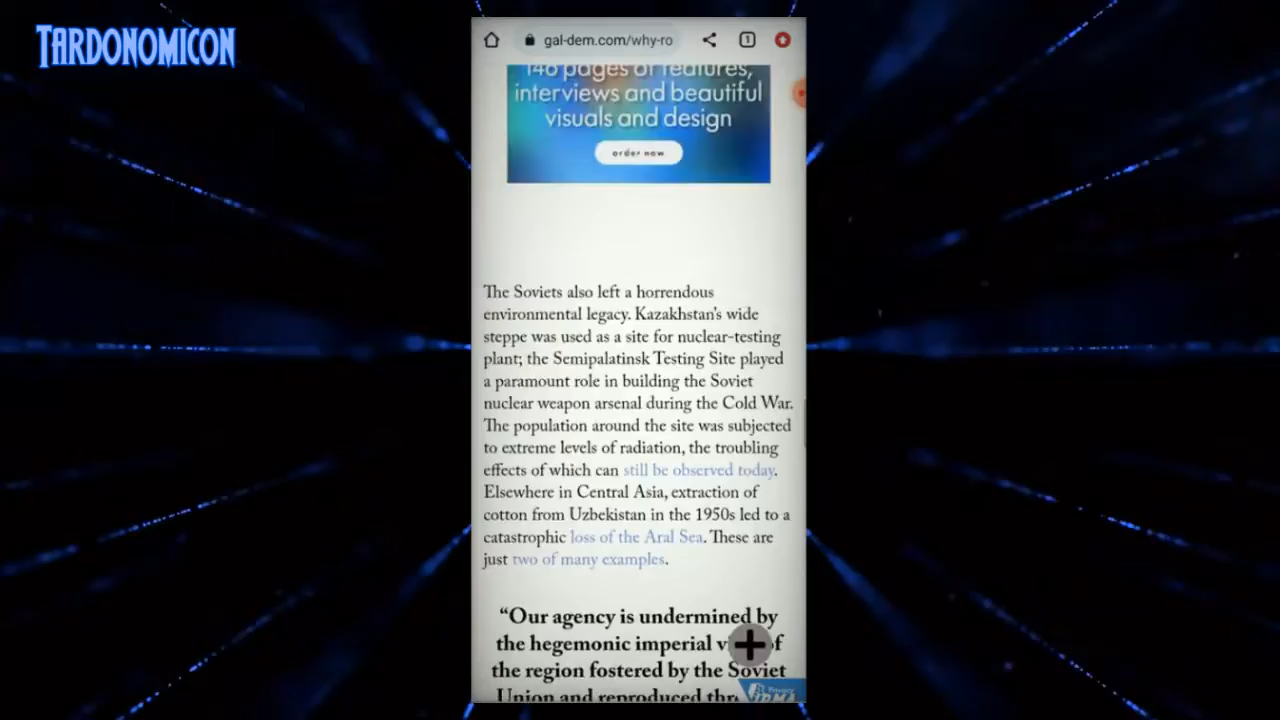 TARDONOMICON
gal-dem.com/why-ro
1
146 pages of features,
interviews and beautiful
visuals and design
order now
The Soviets also left a horrendous
environmental legacy. Kazakhstan's wide
steppe was used as a site for nuclear-testing
plant; the Semipalatinsk Testing Site played
a paramount role in building the Soviet
nuclear weapon arsenal during the Cold War.
The population around the site was subjected
to extreme levels of radiation, the troubling
effects of which can still be observed today.
Elsewhere in Central Asia, extraction of
cotton from Uzbekistan in the 1950s led to a
catastrophic loss of the Aral Sea. These are
just two of many examples.
“Our agency is undermined by
the hegemonic imperial
the region fostered by the Soviet
Union and reproduced
Privacy